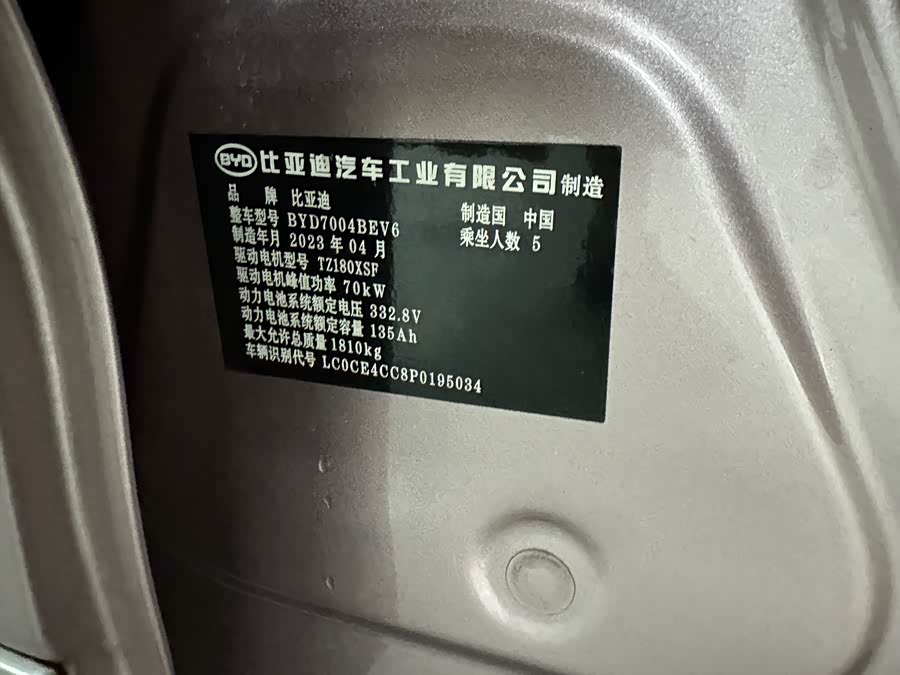 BYD 比亚迪汽车工业有限公司制造
品 牌 比亚迪 制造国 中国
整车型号 BYD7004BEV6 乘坐人数 5
制造年月 2023 年 04 月
驱动电机型号 TZ180XSF
驱动电机峰值功率 70kW
动力电池系统额定电压 332.8V
动力电池系统额定容量 135Ah
最大允许总质量 1810kg
车辆识别代号 LC0CE4CC8P0195034